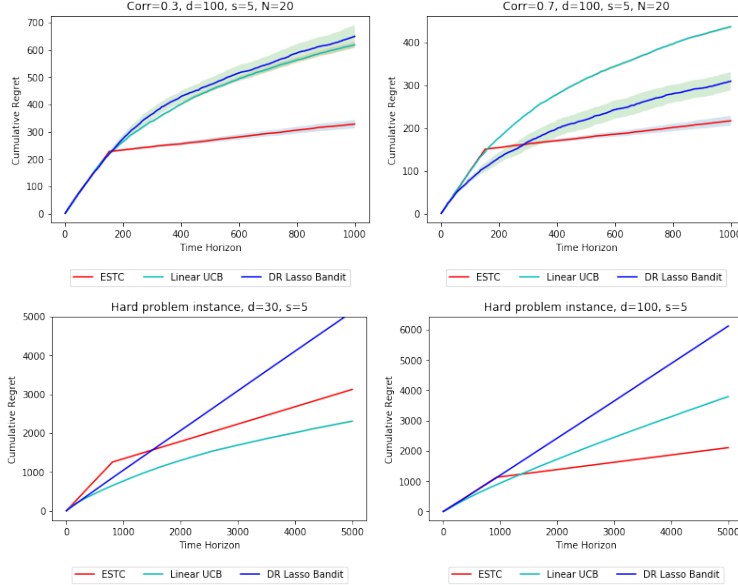 Corr=0.3, d=100, s=5, N=20
Cumulative Regret
700
600
500
400
300
200
100
0
0 200 400 600 800 1000
Time Horizon
ESTC Linear UCB DR Lasso Bandit
Corr=0.7, d=100, s=5, N=20
Cumulative Regret
400
300
200
100
0
0 200 400 600 800 1000
Time Horizon
ESTC Linear UCB DR Lasso Bandit
Hard problem instance, d=30, s=5
Cumulative Regret
5000
4000
3000
2000
1000
0
0 1000 2000 3000 4000 5000
Time Horizon
ESTC Linear UCB DR Lasso Bandit
Hard problem instance, d=100, s=5
Cumulative Regret
6000
5000
4000
3000
2000
1000
0
0 1000 2000 3000 4000 5000
Time Horizon
ESTC Linear UCB DR Lasso Bandit